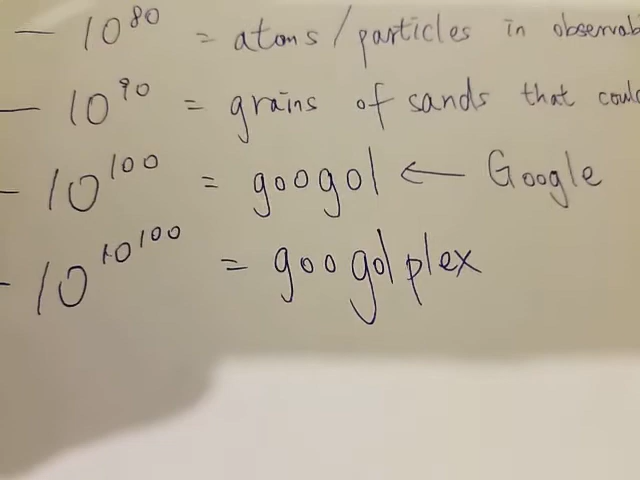 — 10^80 = atoms/particles in observab
— 10^90 = grains of sands that could
- 10^100 = googol ← Google
- 10^10^100 = googolplex